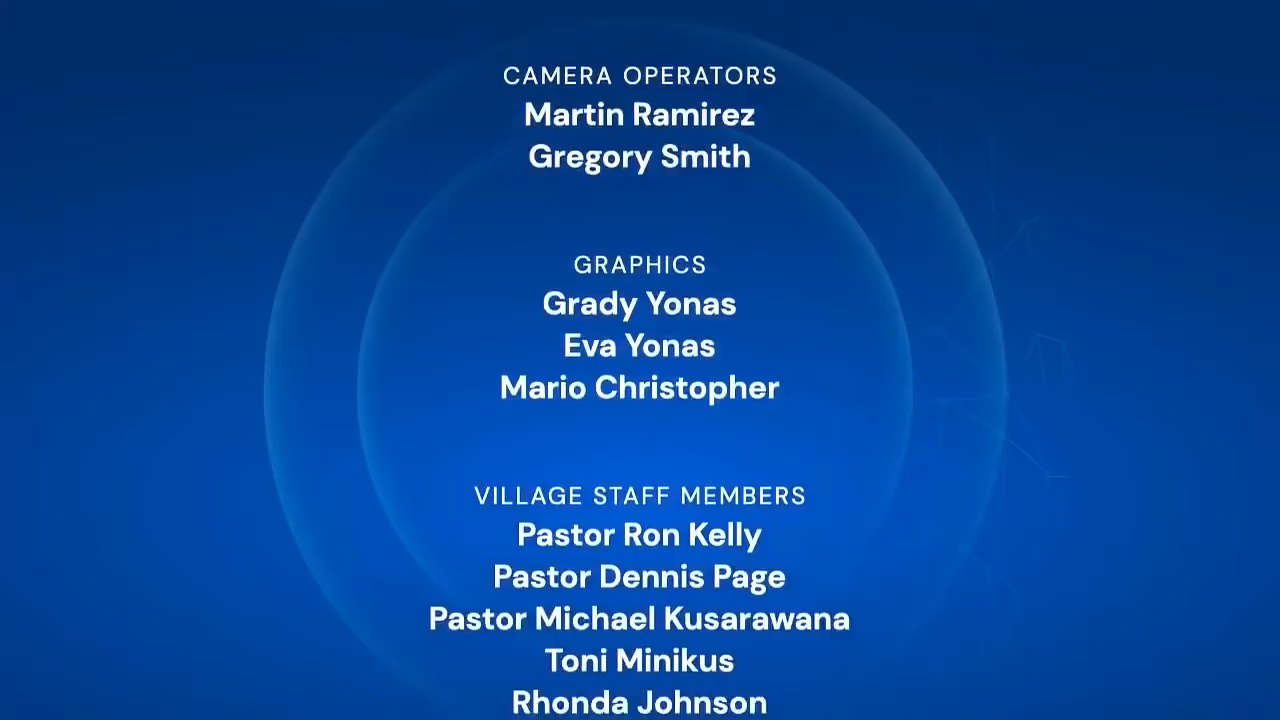 CAMERA OPERATORS
Martin Ramirez
Gregory Smith
GRAPHICS
Grady Yonas
Eva Yonas
Mario Christopher
VILLAGE STAFF MEMBERS
Pastor Ron Kelly
Pastor Dennis Page
Pastor Michael Kusarawana
Toni Minikus
Rhonda Johnson